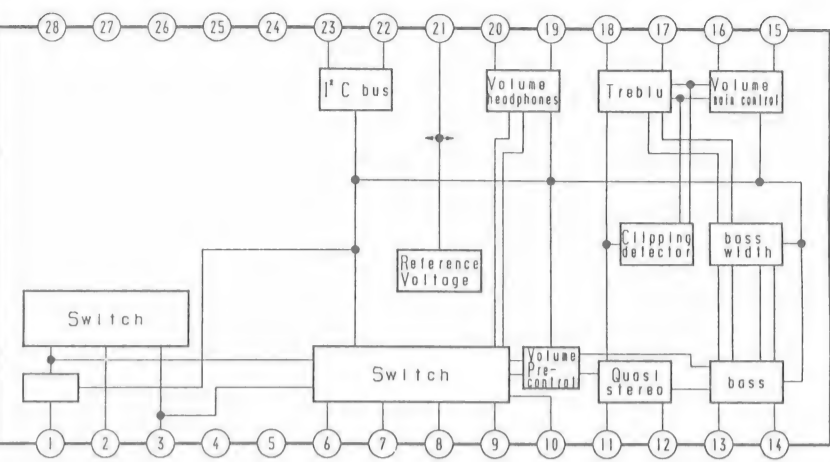 28 27 26 25 24 23 22 21 20 19 18 17 16 15
I²C bus
Volume
headphones
Treblu
Volume
main control
Reference
Voltage
Clipping
detector
bass
width
Switch
Switch
Volume
Pre-
control
Quasi
stereo
bass
1 2 3 4 5 6 7 8 9 10 11 12 13 14